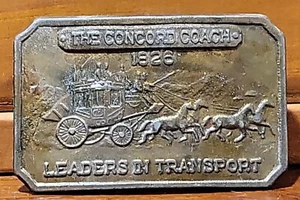 THE CONCORD COACH
1826
LEADERS IN TRANSPORT